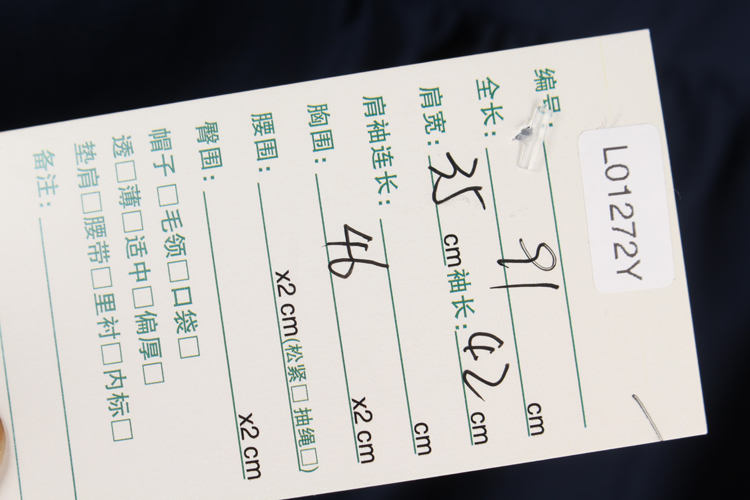 L01272Y
编号:
全长: 91 cm
肩宽: 35 cm 袖长: 42 cm
肩袖连长: cm
胸围: 46 x2 cm
腰围: x2 cm(松紧□ 抽绳□)
臀围: x2 cm
帽子□毛领□口袋□
透□薄□适中□偏厚□
垫肩□腰带□里衬□内标□
备注: